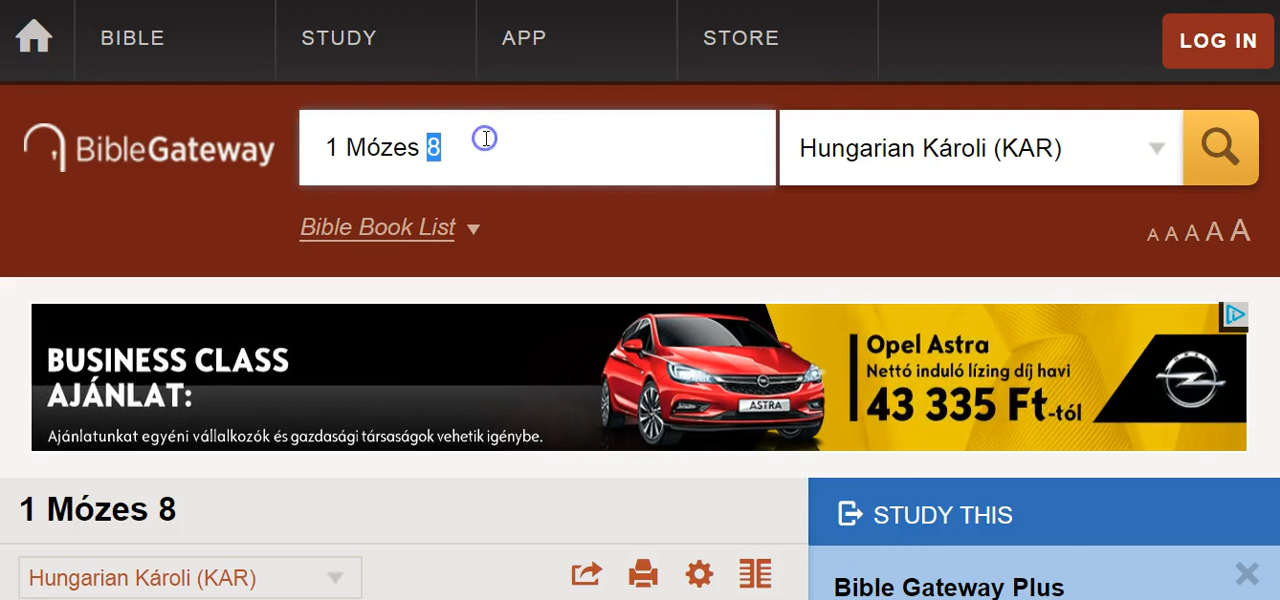 BIBLE
STUDY
APP
STORE
LOG IN
BibleGateway
1 Mózes 8
Hungarian Károli (KAR)
Bible Book List
A A A A A
BUSINESS CLASS
AJÁNLAT:
Ajánlatunkat egyéni vállalkozók és gazdasági társaságok vehetik igénybe.
ASTRA
Opel Astra
Nettó induló lízing díj havi
43 335 Ft-tól
OPEL
1 Mózes 8
STUDY THIS
Hungarian Károli (KAR)
Bible Gateway Plus